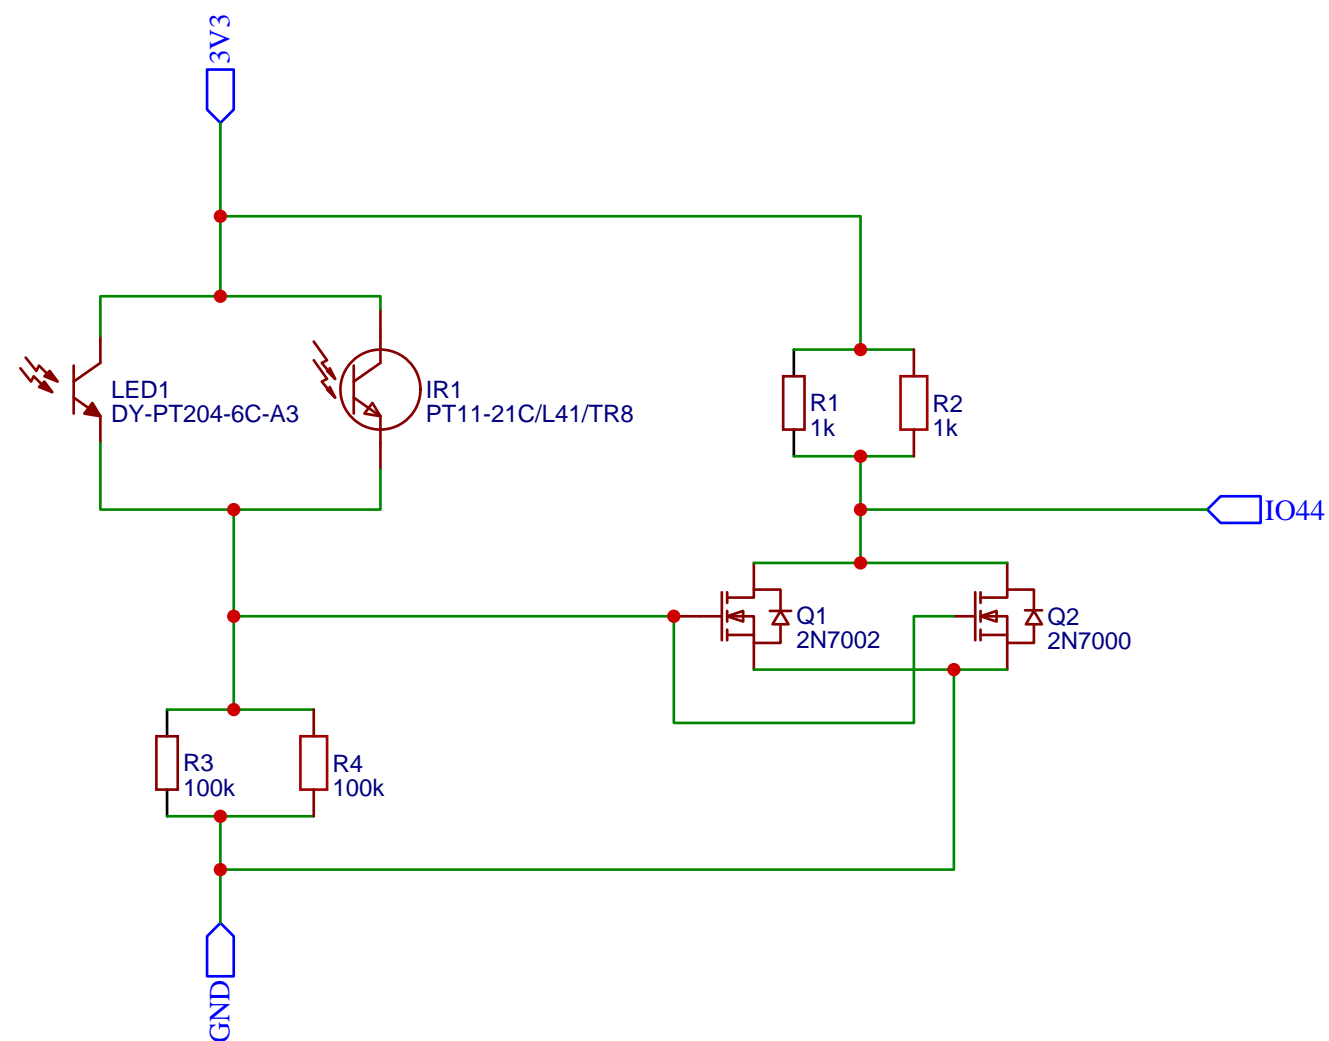 3V3
LED1
DY-PT204-6C-A3
IR1
PT11-21C/L41/TR8
R1
1k
R2
1k
IO44
Q1
2N7002
Q2
2N7000
R3
100k
R4
100k
GND